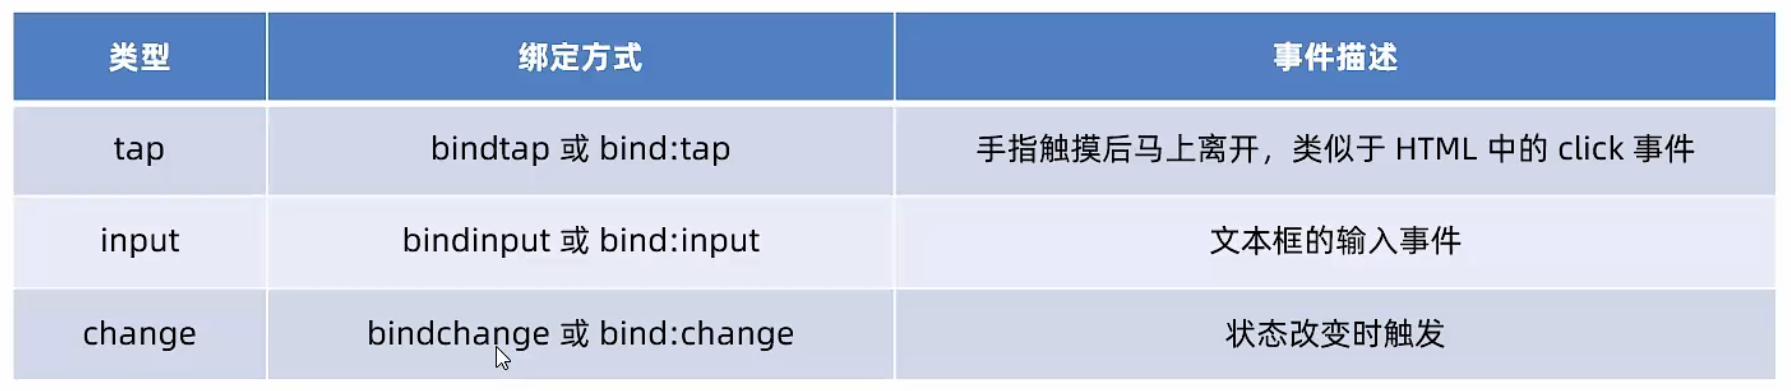 类型 绑定方式 事件描述
tap bindtap 或 bind:tap 手指触摸后马上离开，类似于 HTML 中的 click 事件
input bindinput 或 bind:input 文本框的输入事件
change bindchange 或 bind:change 状态改变时触发